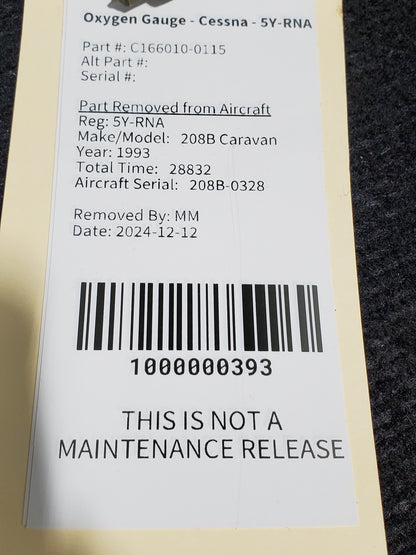 Oxygen Gauge - Cessna - 5Y-RNA
Part #: C166010-0115
Alt Part #:
Serial #:
Part Removed from Aircraft
Reg: 5Y-RNA
Make/Model: 208B Caravan
Year: 1993
Total Time: 28832
Aircraft Serial: 208B-0328
Removed By: MM
Date: 2024-12-12
1000000393
THIS IS NOT A
MAINTENANCE RELEASE